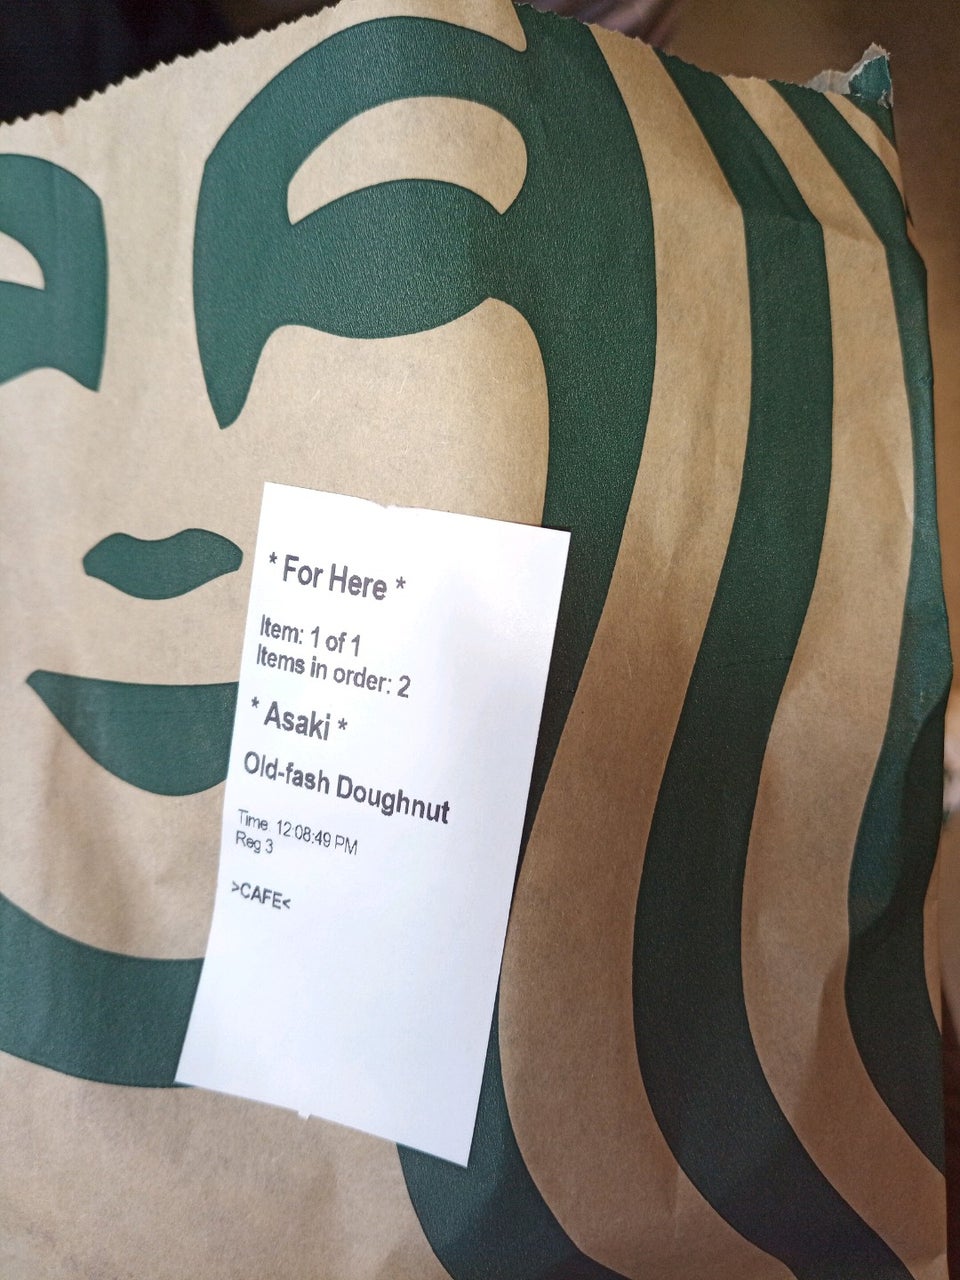 * For Here *
Item: 1 of 1
Items in order: 2
* Asaki *
Old-fash Doughnut
Time: 12:08:49 PM
Reg 3
>CAFE<